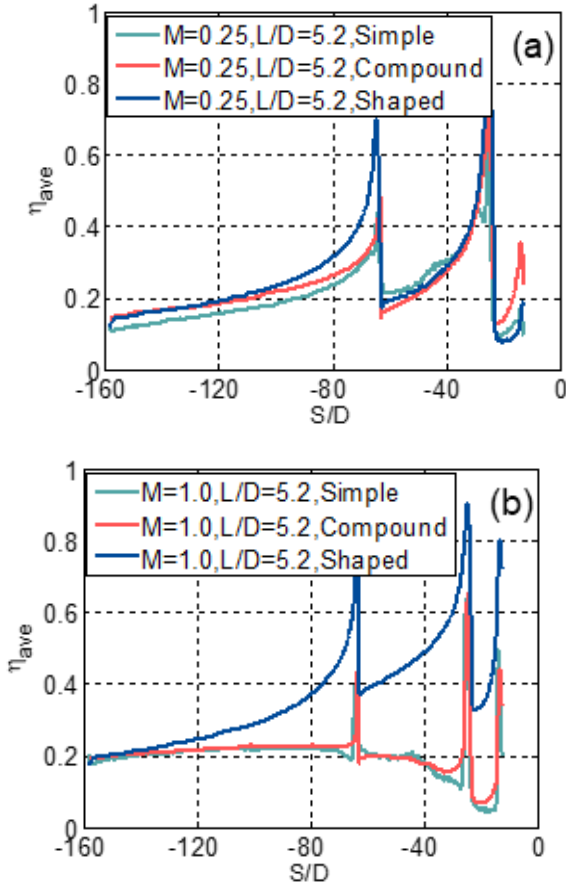 M=0.25,L/D=5.2,Simple
M=0.25,L/D=5.2,Compound
M=0.25,L/D=5.2,Shaped
(a)
1
0.8
0.6
0.4
0.2
0
ηave
-160 -120 -80 -40 0
S/D
M=1.0,L/D=5.2,Simple
M=1.0,L/D=5.2,Compound
M=1.0,L/D=5.2,Shaped
(b)
1
0.8
0.6
0.4
0.2
0
ηave
-160 -120 -80 -40 0
S/D